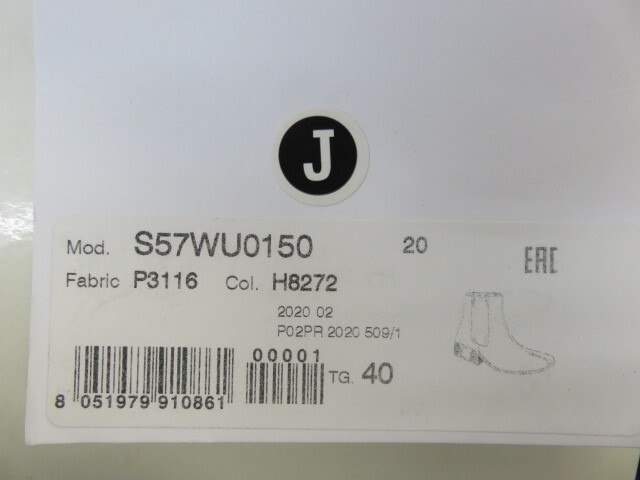 J
Mod. S57WU0150 20
EAC
Fabric P3116 Col. H8272
2020 02
P02PR 2020 509/1
00001
TG. 40
8 051979 910861